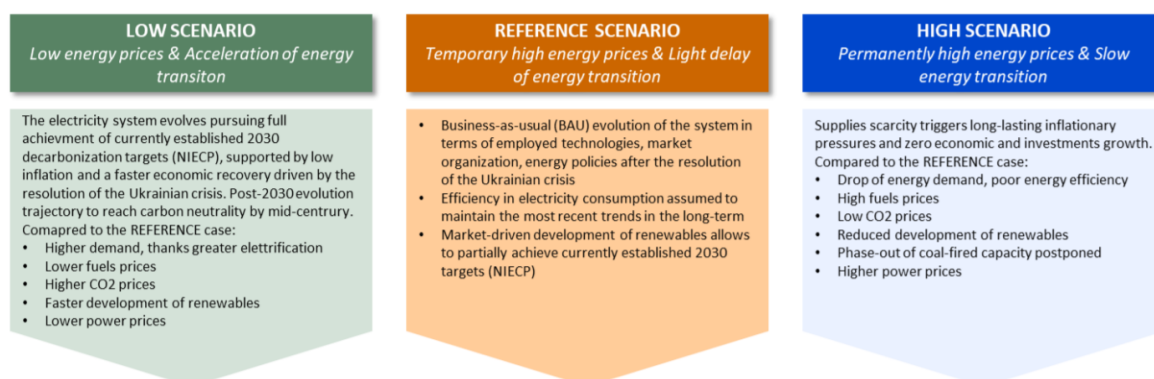 LOW SCENARIO
Low energy prices & Acceleration of energy
transiton
The electricity system evolves pursuing full
achievment of currently established 2030
decarbonization targets (NIECP), supported by low
inflation and a faster economic recovery driven by the
resolution of the Ukrainian crisis. Post-2030 evolution
trajectory to reach carbon neutrality by mid-centrury.
Comapred to the REFERENCE case:
• Higher demand, thanks greater elettrification
• Lower fuels prices
• Higher CO2 prices
• Faster development of renewables
• Lower power prices
REFERENCE SCENARIO
Temporary high energy prices & Light delay
of energy transition
• Business-as-usual (BAU) evolution of the system in
terms of employed technologies, market
organization, energy policies after the resolution
of the Ukrainian crisis
• Efficiency in electricity consumption assumed to
maintain the most recent trends in the long-term
• Market-driven development of renewables allows
to partially achieve currently established 2030
targets (NIECP)
HIGH SCENARIO
Permanently high energy prices & Slow
energy transition
Supplies scarcity triggers long-lasting inflationary
pressures and zero economic and investments growth.
Compared to the REFERENCE case:
• Drop of energy demand, poor energy efficiency
• High fuels prices
• Low CO2 prices
• Reduced development of renewables
• Phase-out of coal-fired capacity postponed
• Higher power prices